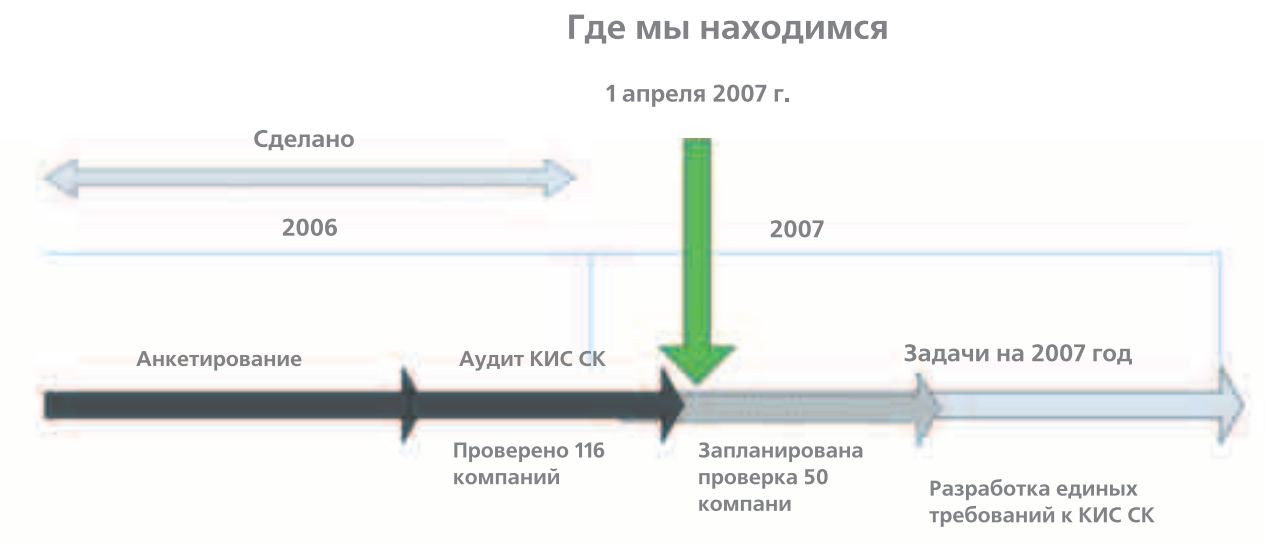 Где мы находимся
1 апреля 2007 г.
Сделано
2006
2007
Анкетирование
Аудит КИС СК
Задачи на 2007 год
Проверено 116
компаний
Запланирована
проверка 50
компани
Разработка единых
требований к КИС СК